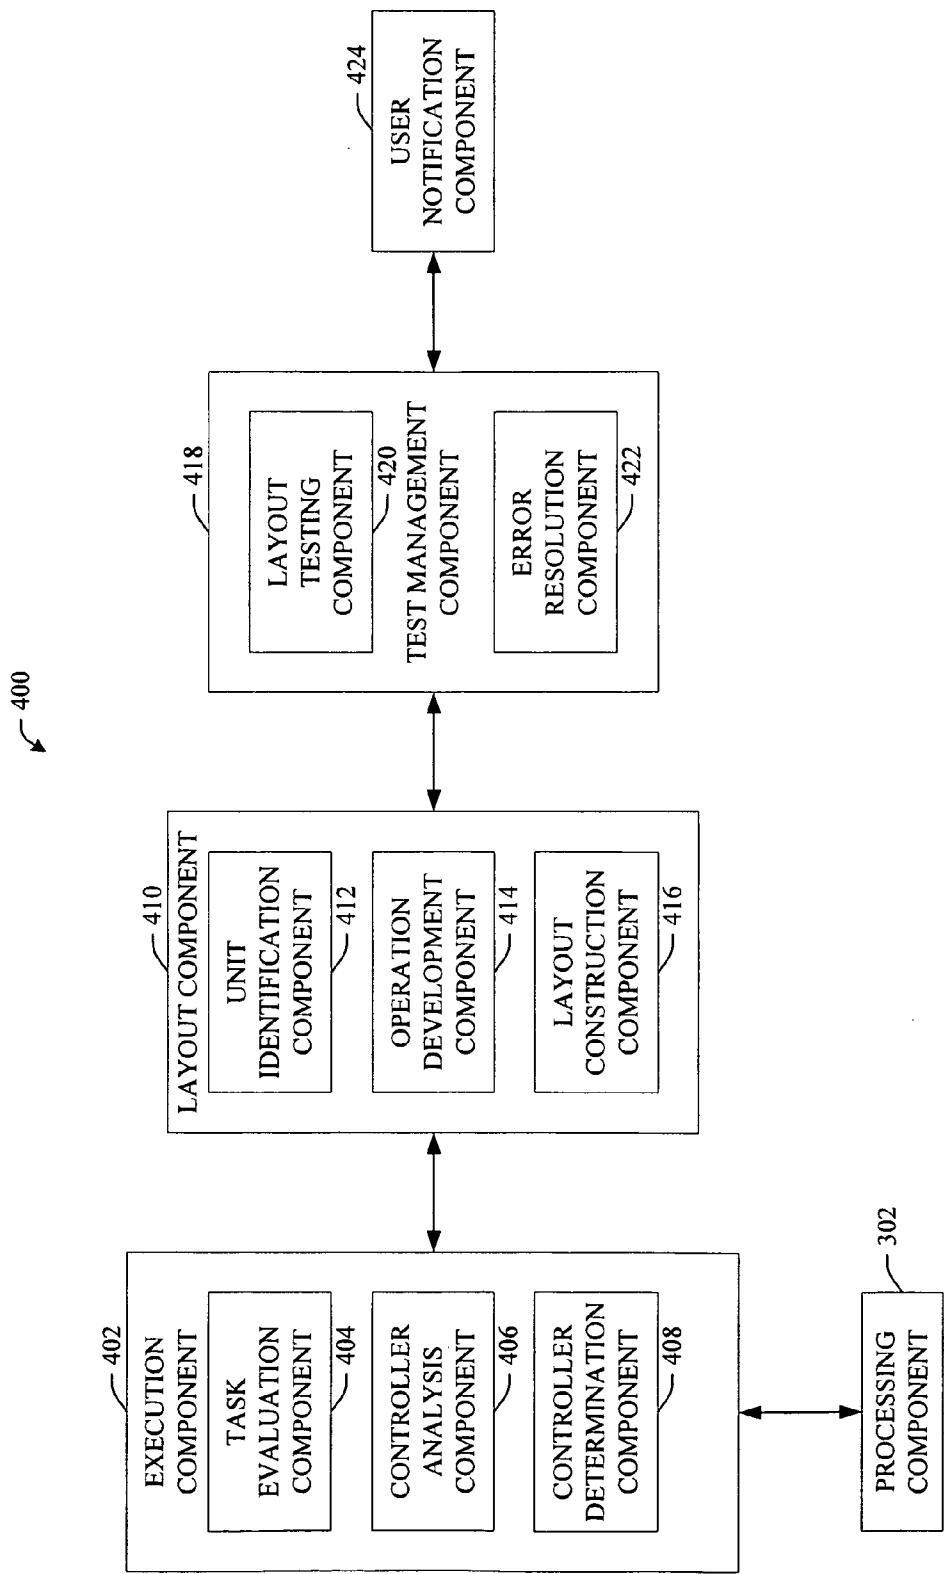 400
402
EXECUTION
COMPONENT
TASK
EVALUATION
COMPONENT
404
CONTROLLER
ANALYSIS
COMPONENT
406
CONTROLLER
DETERMINATION
COMPONENT
408
PROCESSING
COMPONENT
302
410
LAYOUT COMPONENT
UNIT
IDENTIFICATION
COMPONENT
412
OPERATION
DEVELOPMENT
COMPONENT
414
LAYOUT
CONSTRUCTION
COMPONENT
416
418
LAYOUT
TESTING
COMPONENT
420
TEST MANAGEMENT
COMPONENT
ERROR
RESOLUTION
COMPONENT
422
424
USER
NOTIFICATION
COMPONENT